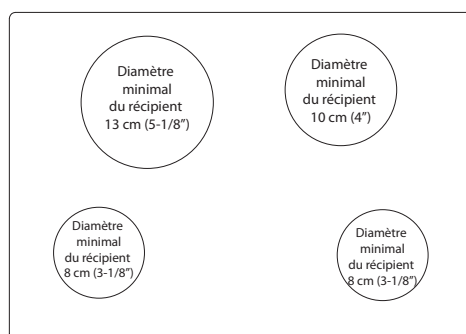 Diamètre
minimal
du récipient
13 cm (5-1/8”)
Diamètre
minimal
du récipient
10 cm (4”)
Diamètre
minimal
du récipient
8 cm (3-1/8”)
Diamètre
minimal
du récipient
8 cm (3-1/8”)